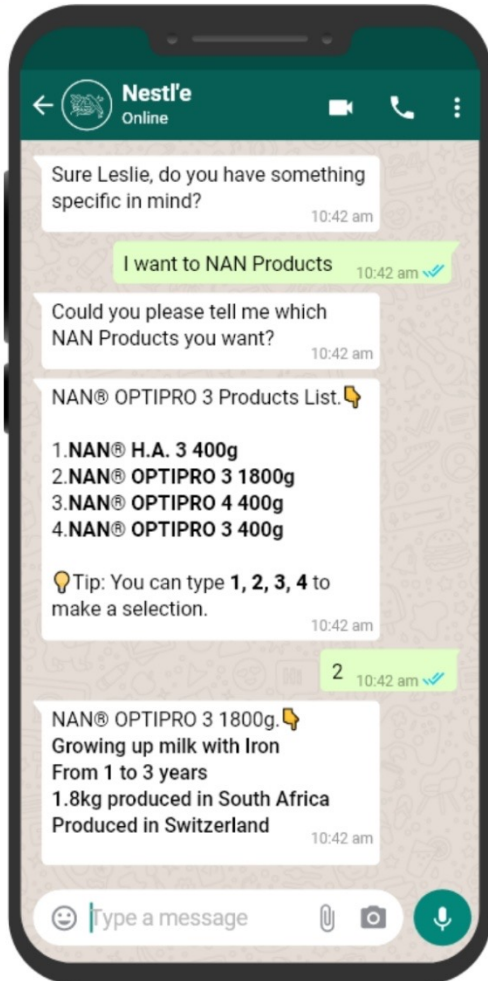 Nestl'e
Online
Sure Leslie, do you have something
specific in mind?
10:42 am
I want to NAN Products
10:42 am
Could you please tell me which
NAN Products you want?
10:42 am
NAN® OPTIPRO 3 Products List.👇
1.NAN® H.A. 3 400g
2.NAN® OPTIPRO 3 1800g
3.NAN® OPTIPRO 4 400g
4.NAN® OPTIPRO 3 400g
💡Tip: You can type 1, 2, 3, 4 to
make a selection.
10:42 am
2
10:42 am
NAN® OPTIPRO 3 1800g.👇
Growing up milk with Iron
From 1 to 3 years
1.8kg produced in South Africa
Produced in Switzerland
10:42 am
Type a message